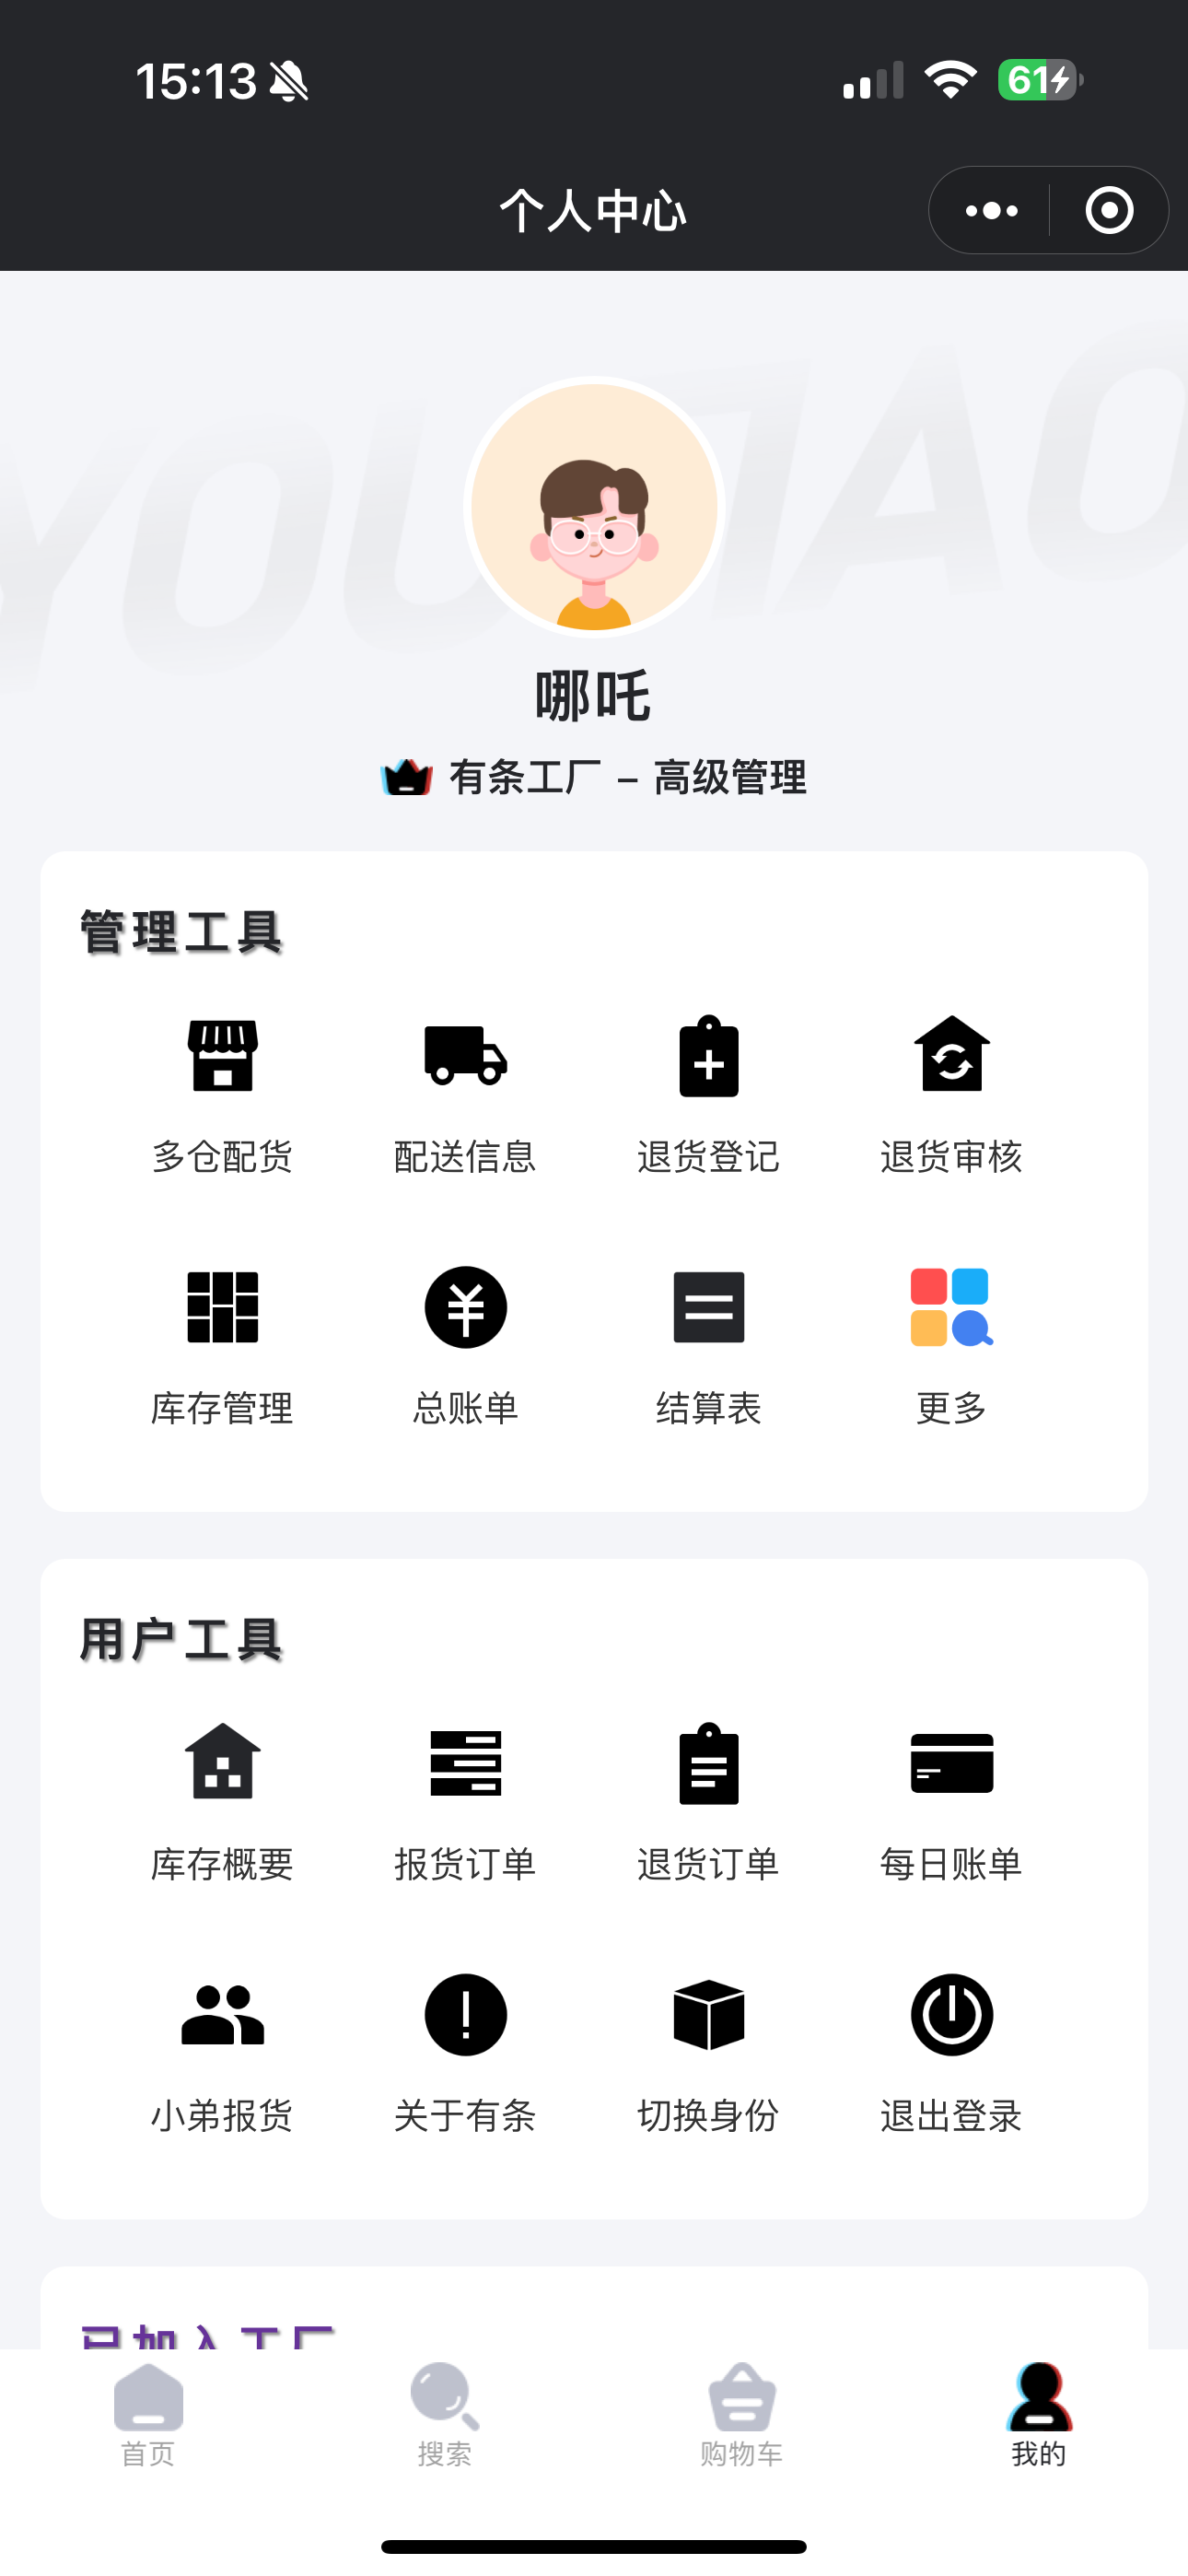 15:13
61
个人中心
YOUTIAO
哪吒
有条工厂 – 高级管理
管理工具
多仓配货 配送信息 退货登记 退货审核
库存管理 总账单 结算表 更多
用户工具
库存概要 报货订单 退货订单 每日账单
小弟报货 关于有条 切换身份 退出登录
已加入工厂
首页 搜索 购物车 我的